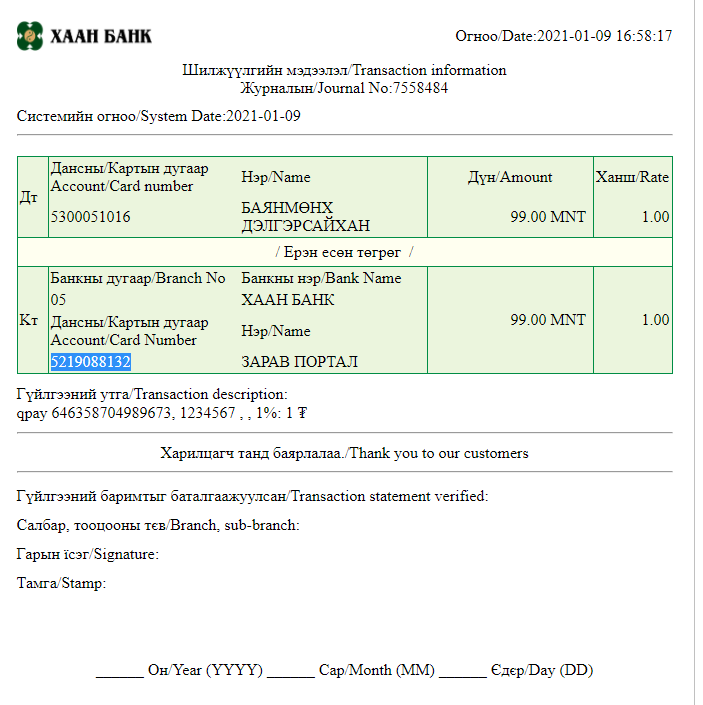 ХААН БАНК
Огноо/Date:2021-01-09 16:58:17
Шилжүүлгийн мэдээлэл/Transaction information
Журналын/Journal No:7558484
Системийн огноо/System Date:2021-01-09
Дт
Дансны/Картын дугаар
Account/Card number
Нэр/Name
Дүн/Amount
Ханш/Rate
5300051016
БАЯНМӨНХ
ДЭЛГЭРСАЙХАН
99.00 MNT
1.00
/ Ерэн есөн төгрөг /
Кт
Банкны дугаар/Branch No
Банкны нэр/Bank Name
05
ХААН БАНК
Дансны/Картын дугаар
Account/Card Number
Нэр/Name
99.00 MNT
1.00
5219088132
ЗАРАВ ПОРТАЛ
Гүйлгээний утга/Transaction description:
qpay 646358704989673, 1234567 , , 1%: 1 ₮
Харилцагч танд баярлалаа./Thank you to our customers
Гүйлгээний баримтыг баталгаажуулсан/Transaction statement verified:
Салбар, тооцооны тєв/Branch, sub-branch:
Гарын їсэг/Signature:
Тамга/Stamp:
______ Он/Year (YYYY) ______ Сар/Month (MM) ______ Єдєр/Day (DD)